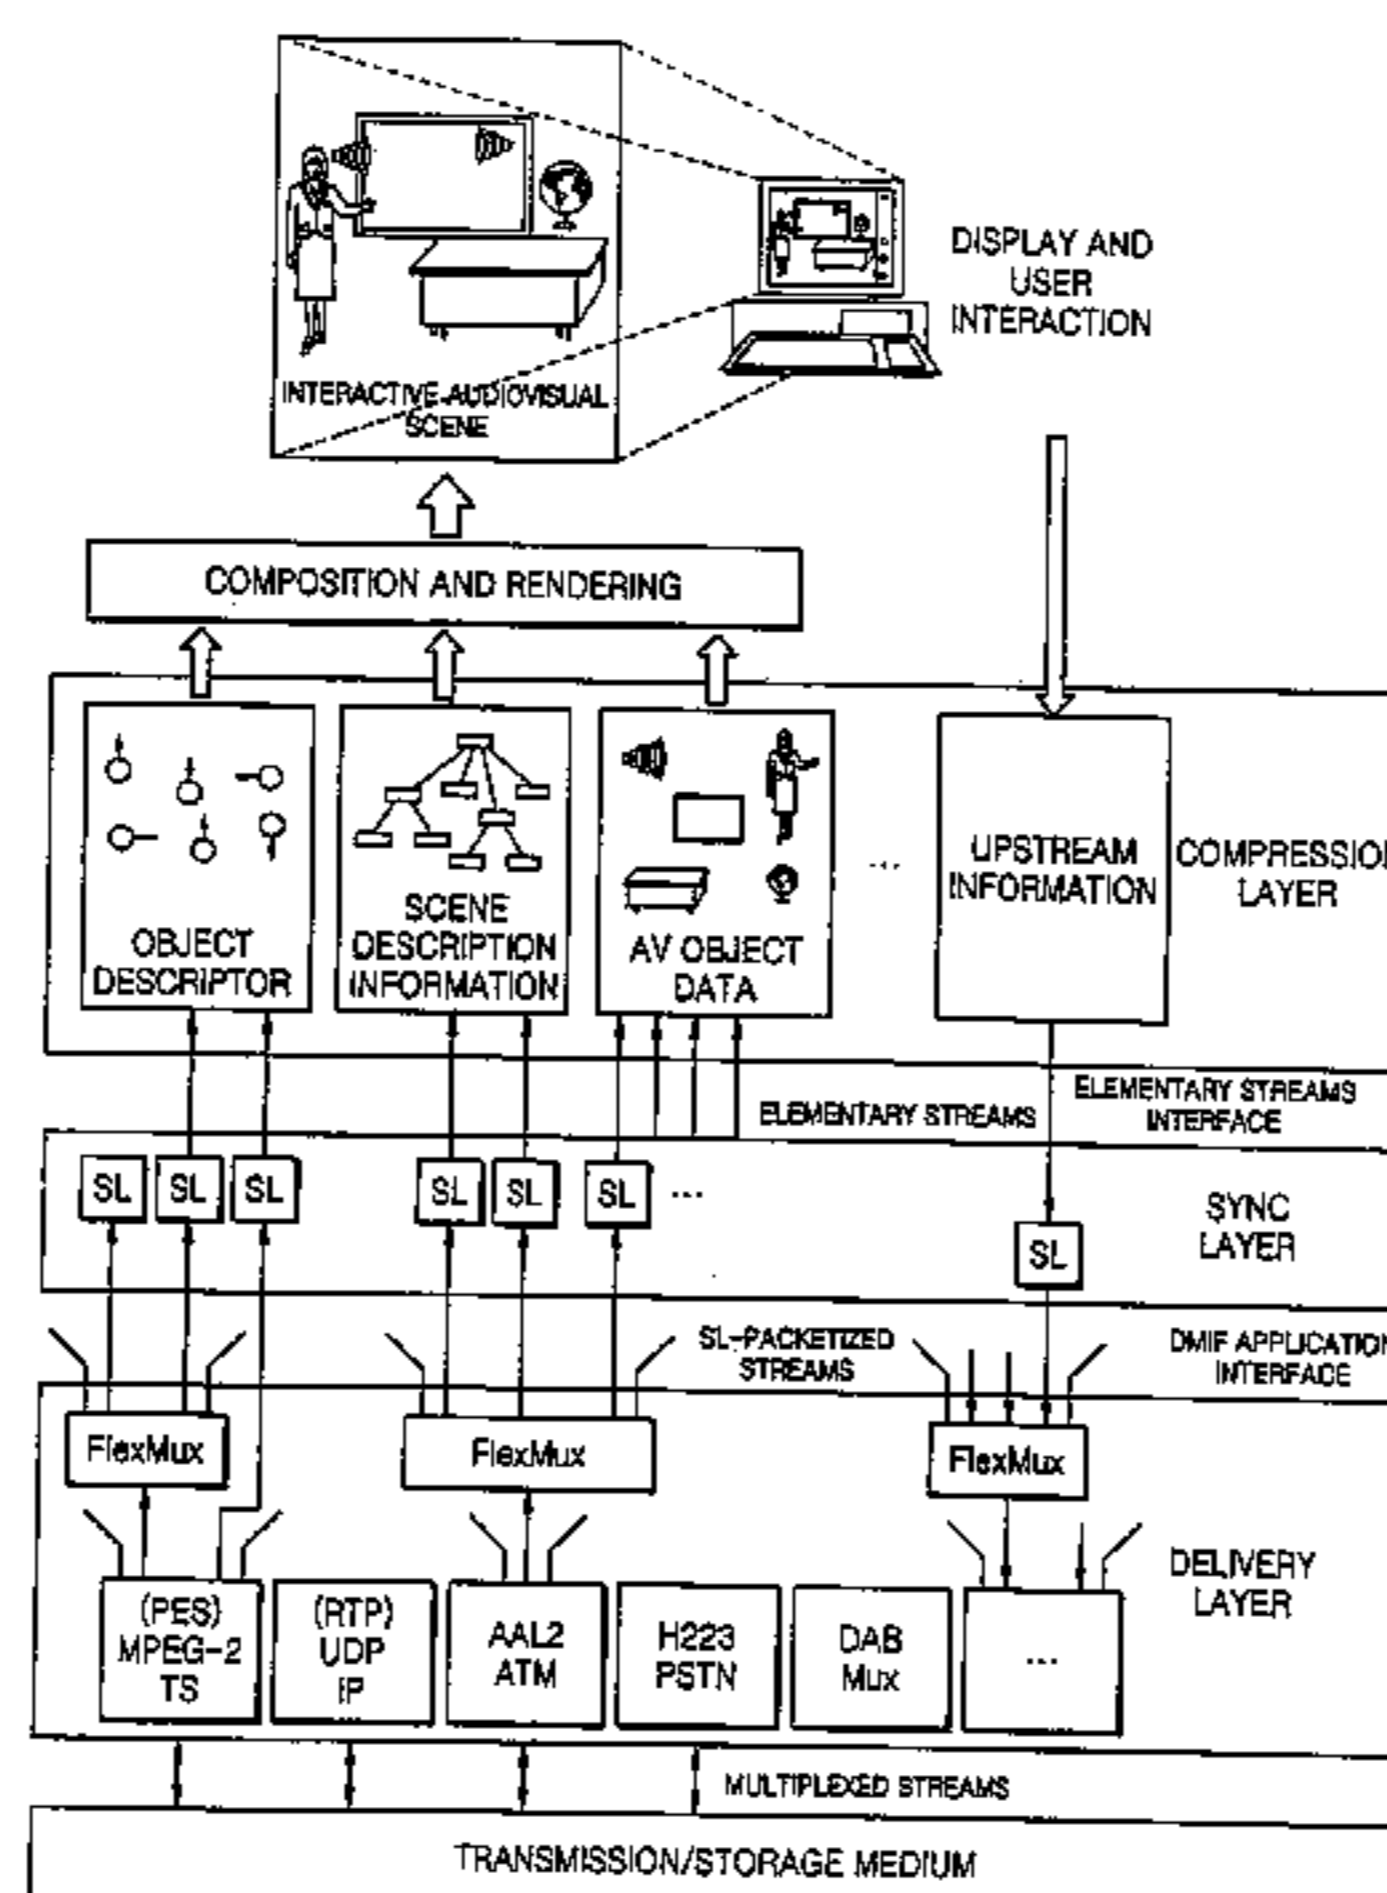 DISPLAY AND
USER
INTERACTION
INTERACTIVE AUDIOVISUAL
SCENE
COMPOSITION AND RENDERING
OBJECT
DESCRIPTOR
SCENE
DESCRIPTION
INFORMATION
AV OBJECT
DATA
...
UPSTREAM
INFORMATION
COMPRESSION
LAYER
ELEMENTARY STREAMS
ELEMENTARY STREAMS
INTERFACE
SL
SL
SL
SL
SL
SL
...
SL
SYNC
LAYER
SL-PACKETIZED
STREAMS
DMIF APPLICATION
INTERFACE
FlexMux
FlexMux
FlexMux
(PES)
MPEG-2
TS
(RTP)
UDP
IP
AAL2
ATM
H223
PSTN
DAB
Mux
...
DELIVERY
LAYER
MULTIPLEXED STREAMS
TRANSMISSION/STORAGE MEDIUM